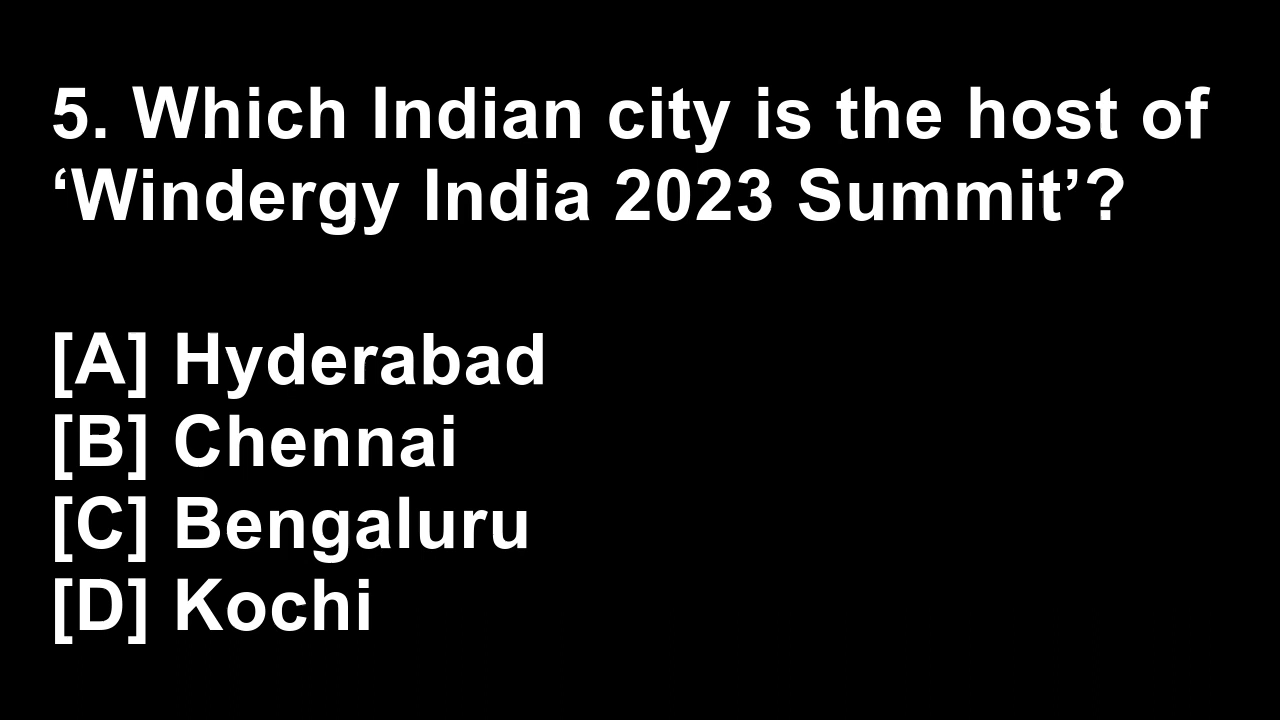 5. Which Indian city is the host of
‘Windergy India 2023 Summit’?
[A] Hyderabad
[B] Chennai
[C] Bengaluru
[D] Kochi